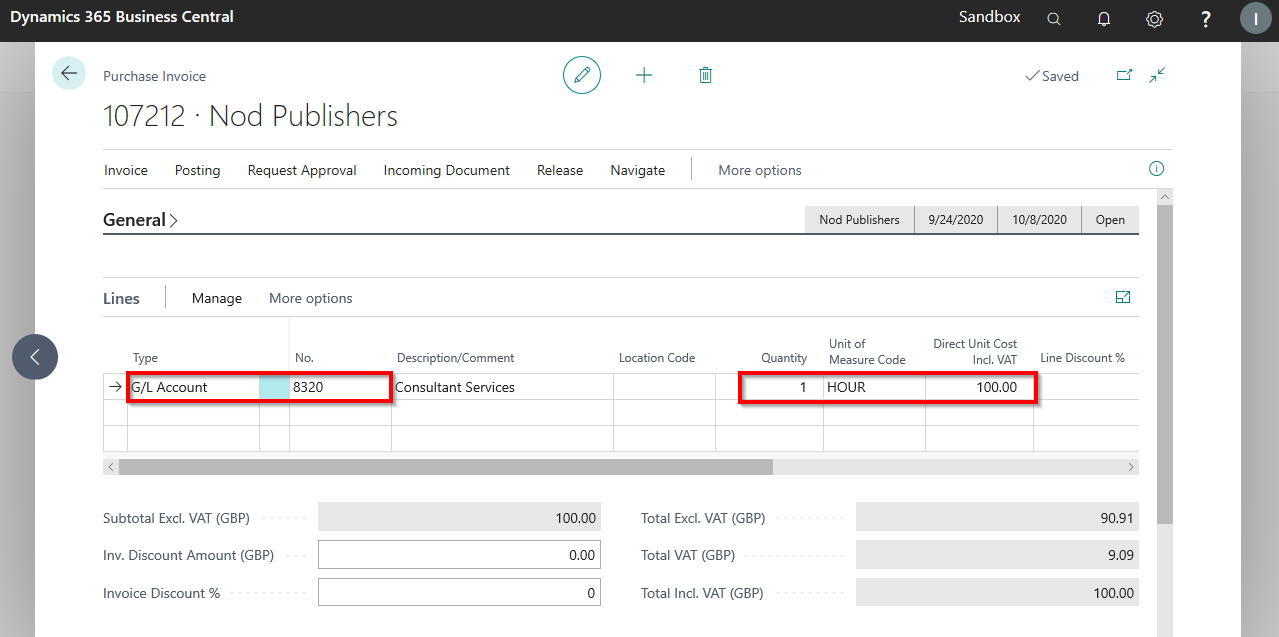 Dynamics 365 Business Central Sandbox ? I
Purchase Invoice Saved
107212 · Nod Publishers
Invoice Posting Request Approval Incoming Document Release Navigate More options
General Nod Publishers 9/24/2020 10/8/2020 Open
Lines Manage More options
Type No. Description/Comment Location Code Quantity Unit of Measure Code Direct Unit Cost Incl. VAT Line Discount %
G/L Account 8320 Consultant Services 1 HOUR 100.00
Subtotal Excl. VAT (GBP) 100.00 Total Excl. VAT (GBP) 90.91
Inv. Discount Amount (GBP) 0.00 Total VAT (GBP) 9.09
Invoice Discount % 0 Total Incl. VAT (GBP) 100.00